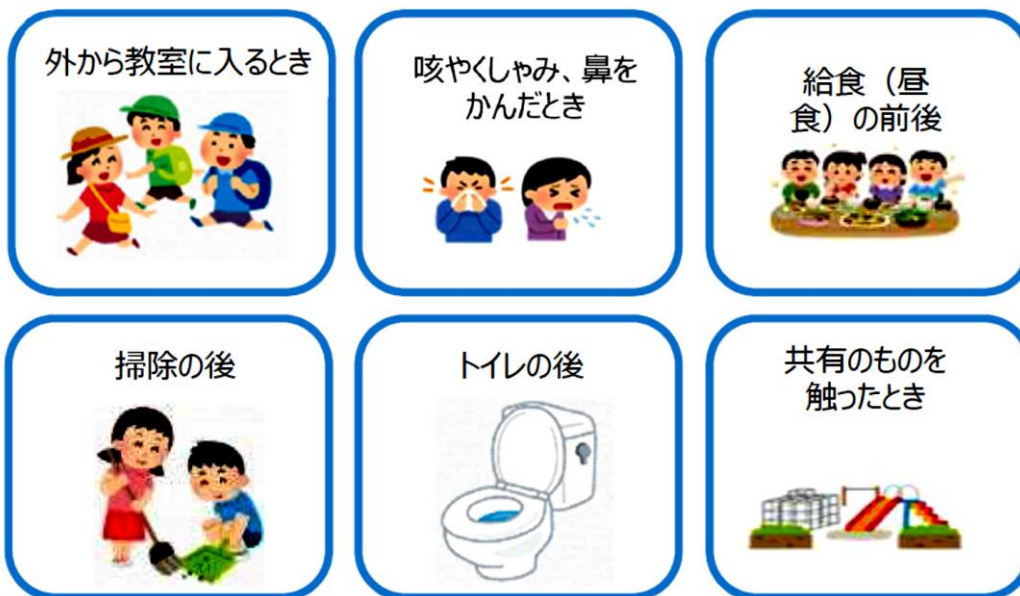 外から教室に入るとき
咳やくしゃみ、鼻を
かんだとき
給食（昼
食）の前後
掃除の後
トイレの後
共有のものを
触ったとき